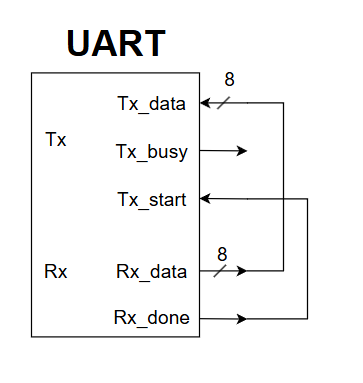 UART
8
Tx_data
Tx
Tx_busy
Tx_start
8
Rx
Rx_data
Rx_done